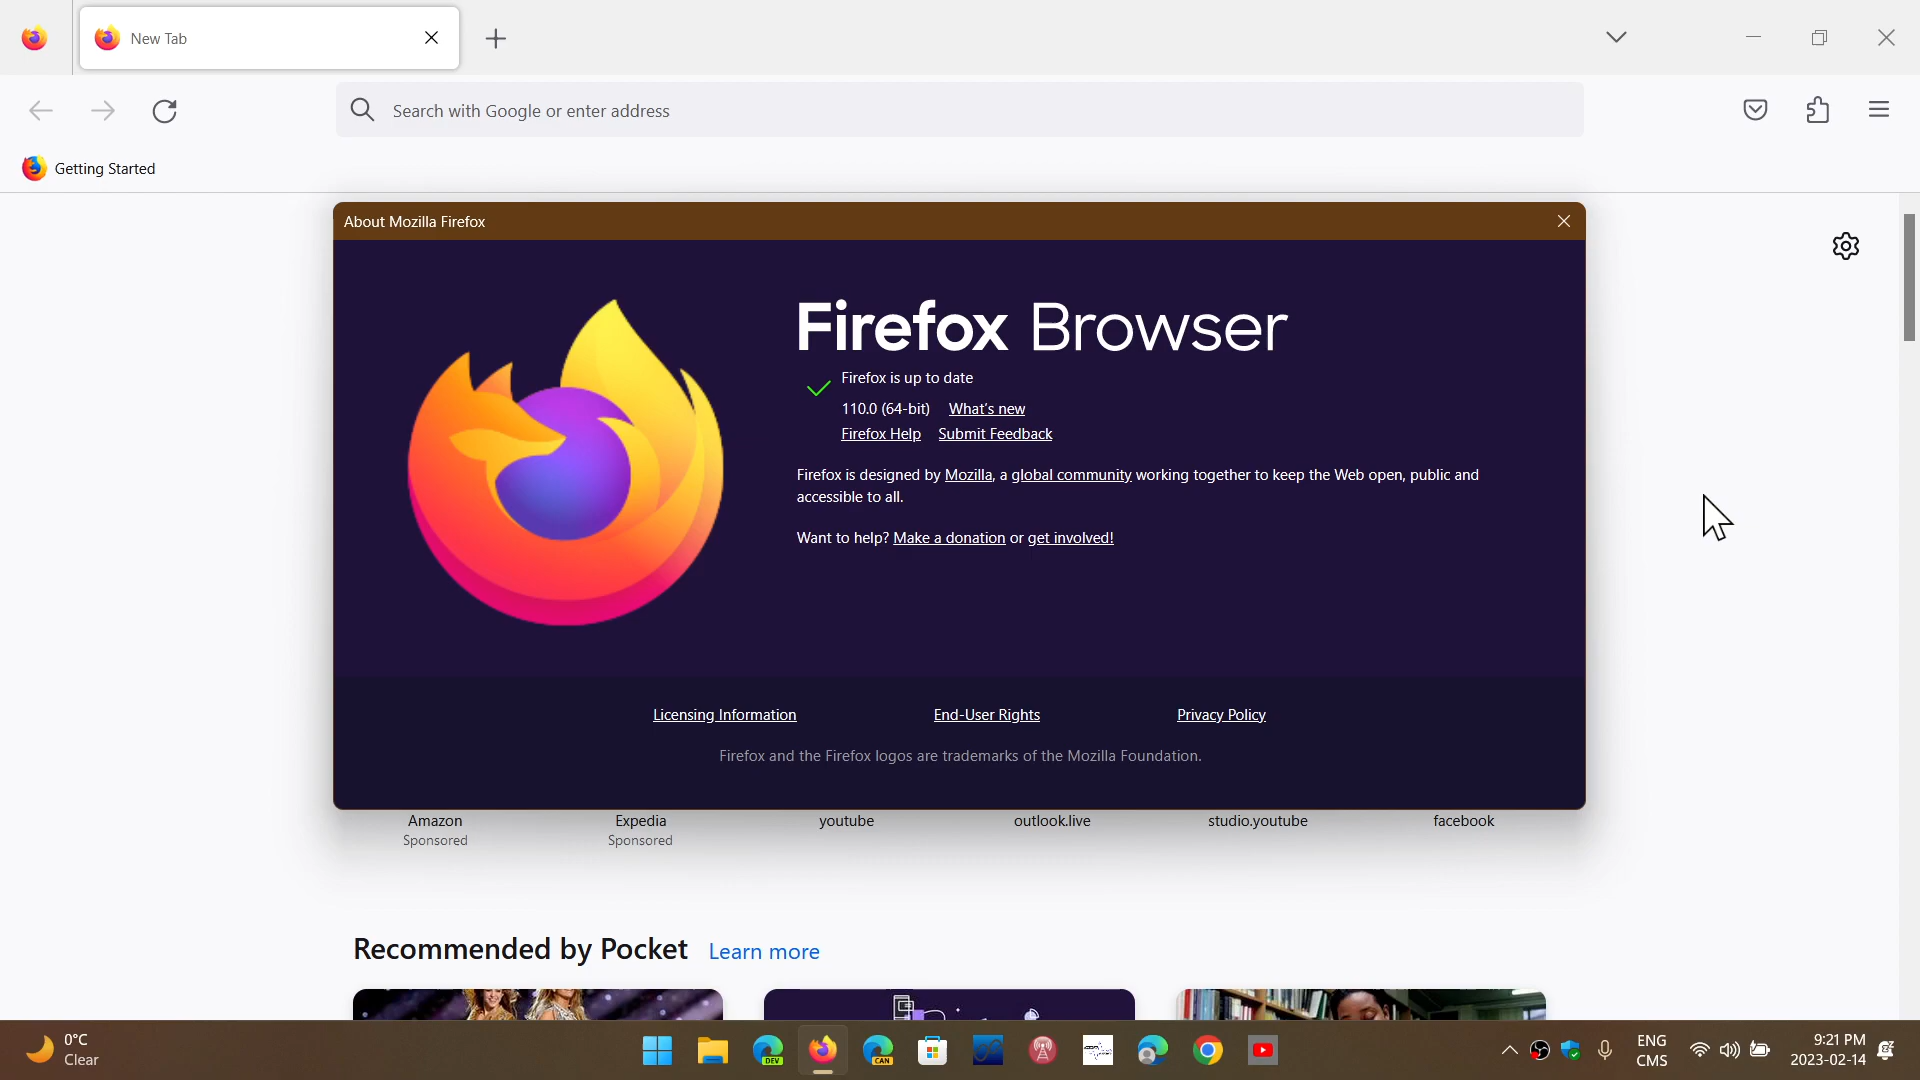 New Tab
Search with Google or enter address
Getting Started
About Mozilla Firefox
Firefox Browser
Firefox is up to date
110.0 (64-bit) What's new
Firefox Help Submit Feedback
Firefox is designed by Mozilla, a global community working together to keep the Web open, public and
accessible to all.
Want to help? Make a donation or get involved!
Licensing Information End-User Rights Privacy Policy
Firefox and the Firefox logos are trademarks of the Mozilla Foundation.
Amazon Expedia youtube outlook.live studio.youtube facebook
Sponsored Sponsored
Recommended by Pocket Learn more
0°C
Clear
DEV
CAN
ENG
CMS
9:21 PM
2023-02-14